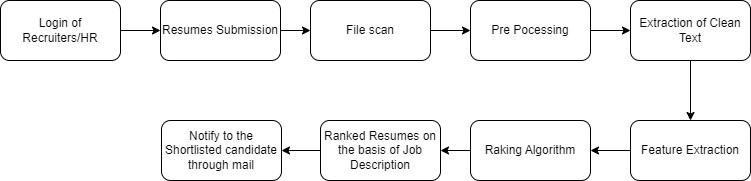 Login of
Recruiters/HR
Resumes Submission
File scan
Pre Pocessing
Extraction of Clean
Text
Notify to the
Shortlisted candidate
through mail
Ranked Resumes on
the basis of Job
Description
Raking Algorithm
Feature Extraction